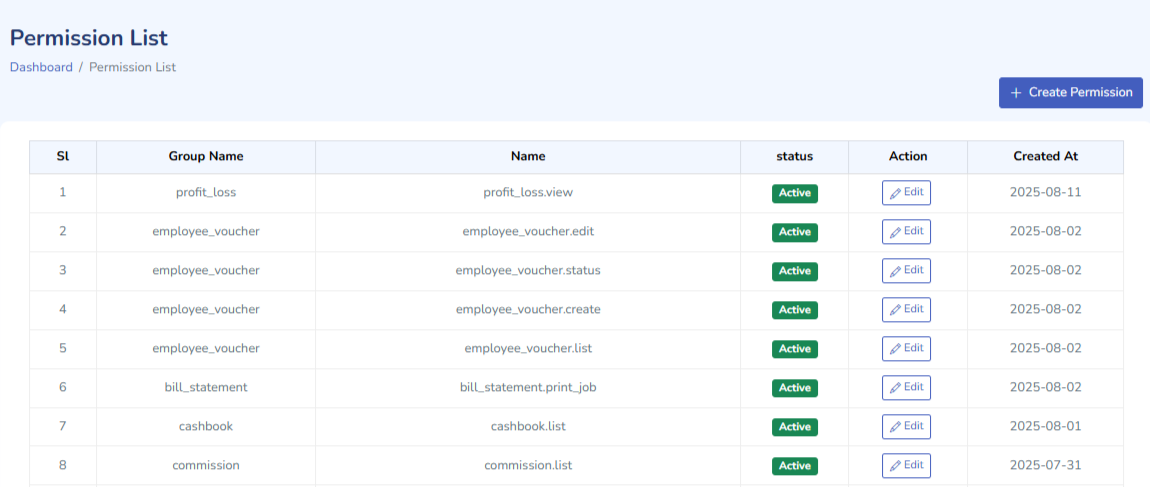 Permission List
Dashboard / Permission List
+ Create Permission
Sl Group Name Name status Action Created At
1 profit_loss profit_loss.view Active Edit 2025-08-11
2 employee_voucher employee_voucher.edit Active Edit 2025-08-02
3 employee_voucher employee_voucher.status Active Edit 2025-08-02
4 employee_voucher employee_voucher.create Active Edit 2025-08-02
5 employee_voucher employee_voucher.list Active Edit 2025-08-02
6 bill_statement bill_statement.print_job Active Edit 2025-08-02
7 cashbook cashbook.list Active Edit 2025-08-01
8 commission commission.list Active Edit 2025-07-31